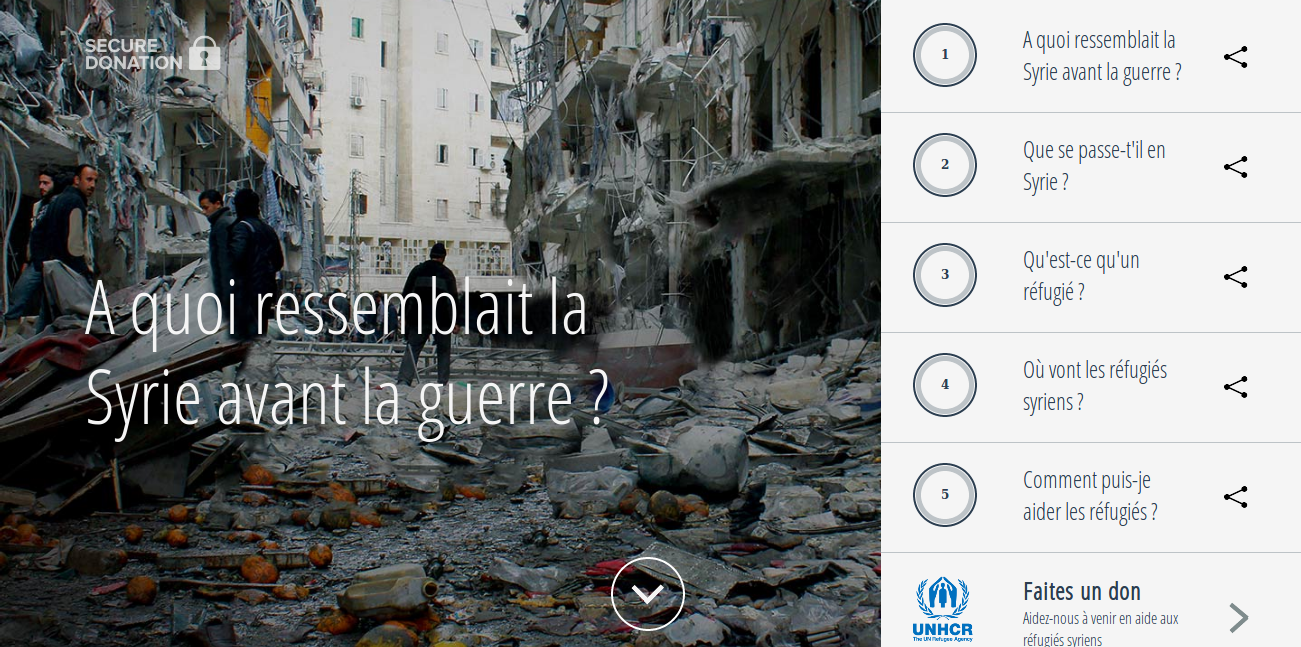 SECURE
DONATION
A quoi ressemblait la
Syrie avant la guerre ?
1
A quoi ressemblait la
Syrie avant la guerre ?
2
Que se passe-t'il en
Syrie ?
3
Qu'est-ce qu'un
réfugié ?
4
Où vont les réfugiés
syriens ?
5
Comment puis-je
aider les réfugiés ?
UNHCR
The UN Refugee Agency
Faites un don
Aidez-nous à venir en aide aux
réfugiés syriens